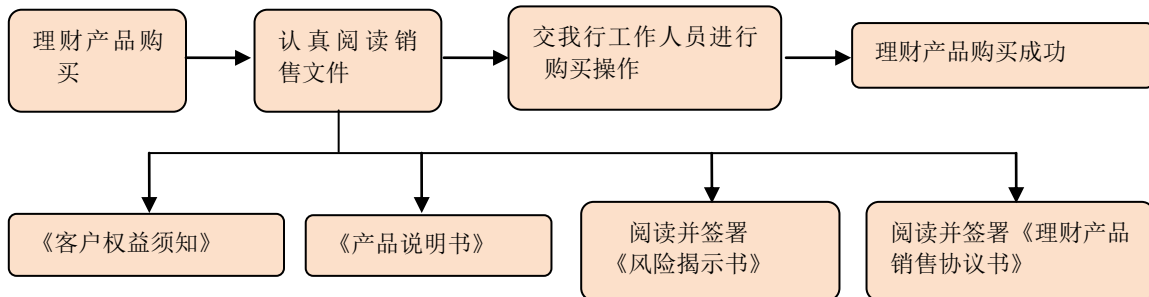 理财产品购
买
认真阅读销
售文件
交我行工作人员进行
购买操作
理财产品购买成功
《客户权益须知》
《产品说明书》
阅读并签署
《风险揭示书》
阅读并签署《理财产品
销售协议书》